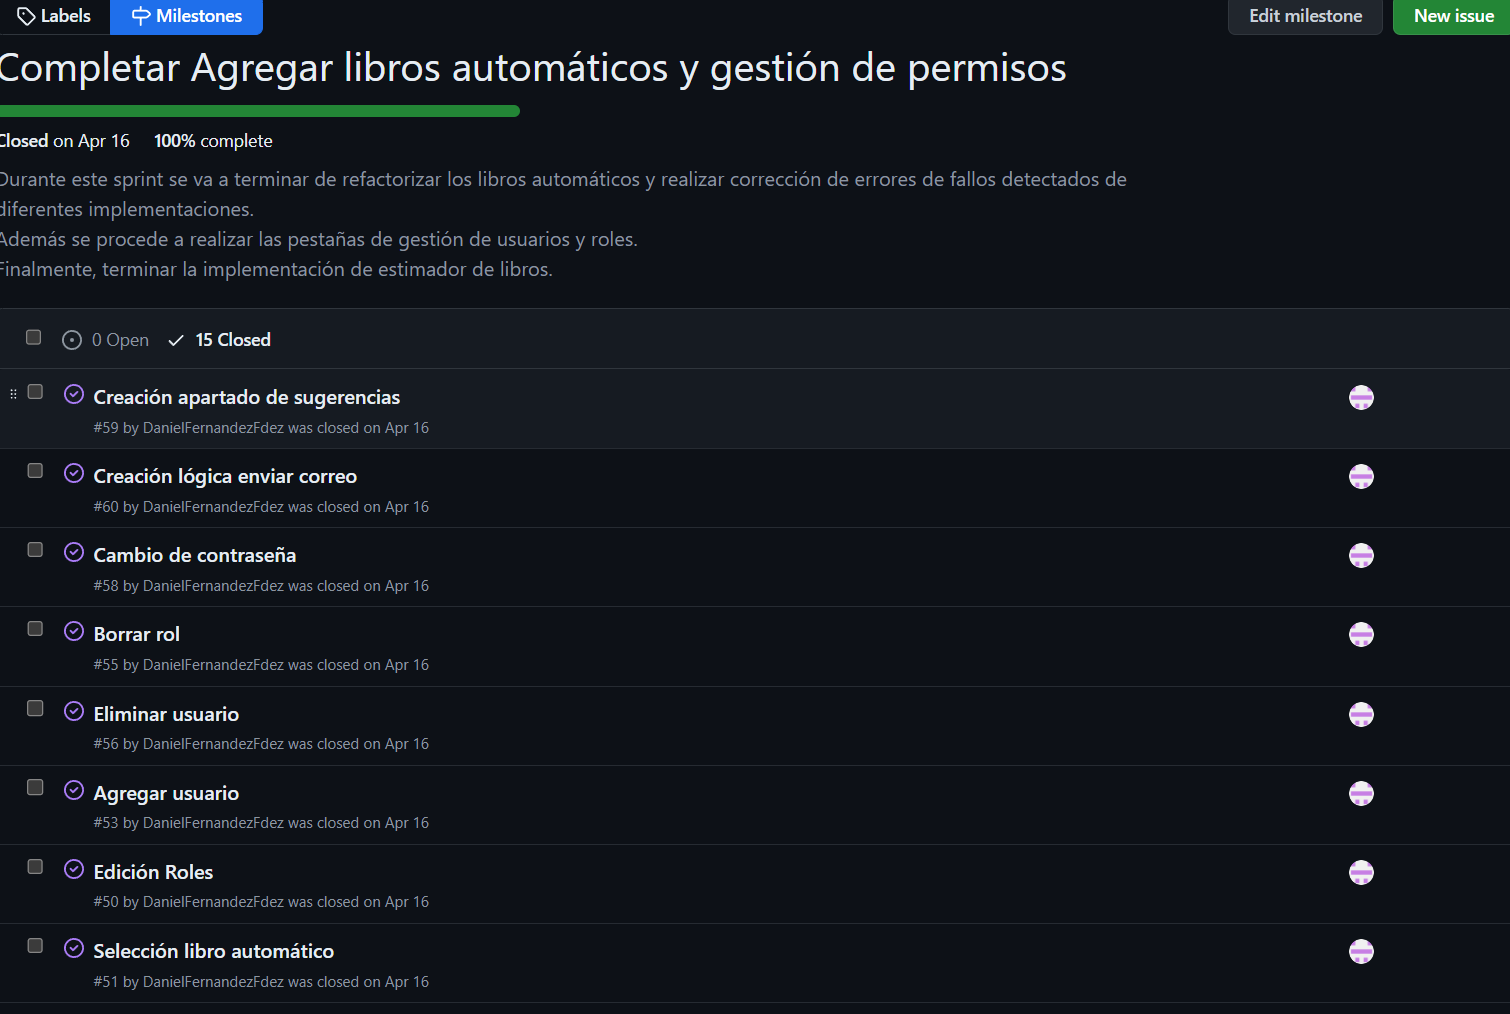 Labels
Milestones
Edit milestone
New issue
Completar Agregar libros automáticos y gestión de permisos
Closed on Apr 16 100% complete
Durante este sprint se va a terminar de refactorizar los libros automáticos y realizar corrección de errores de fallos detectados de
diferentes implementaciones.
Además se procede a realizar las pestañas de gestión de usuarios y roles.
Finalmente, terminar la implementación de estimador de libros.
0 Open 15 Closed
Creación apartado de sugerencias
#59 by DanielFernandezFdez was closed on Apr 16
Creación lógica enviar correo
#60 by DanielFernandezFdez was closed on Apr 16
Cambio de contraseña
#58 by DanielFernandezFdez was closed on Apr 16
Borrar rol
#55 by DanielFernandezFdez was closed on Apr 16
Eliminar usuario
#56 by DanielFernandezFdez was closed on Apr 16
Agregar usuario
#53 by DanielFernandezFdez was closed on Apr 16
Edición Roles
#50 by DanielFernandezFdez was closed on Apr 16
Selección libro automático
#51 by DanielFernandezFdez was closed on Apr 16